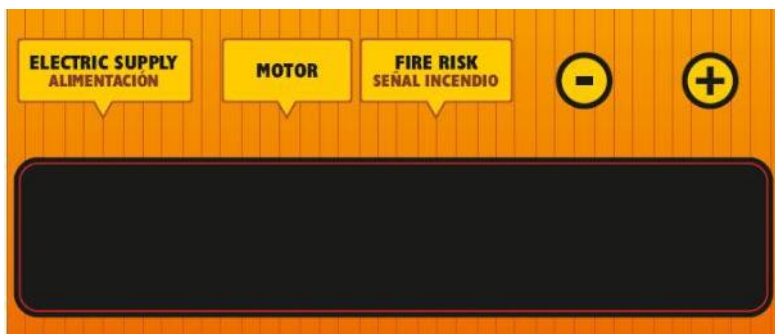 ELECTRIC SUPPLY
ALIMENTACIÓN
MOTOR
FIRE RISK
SEÑAL INCENDIO
-
+